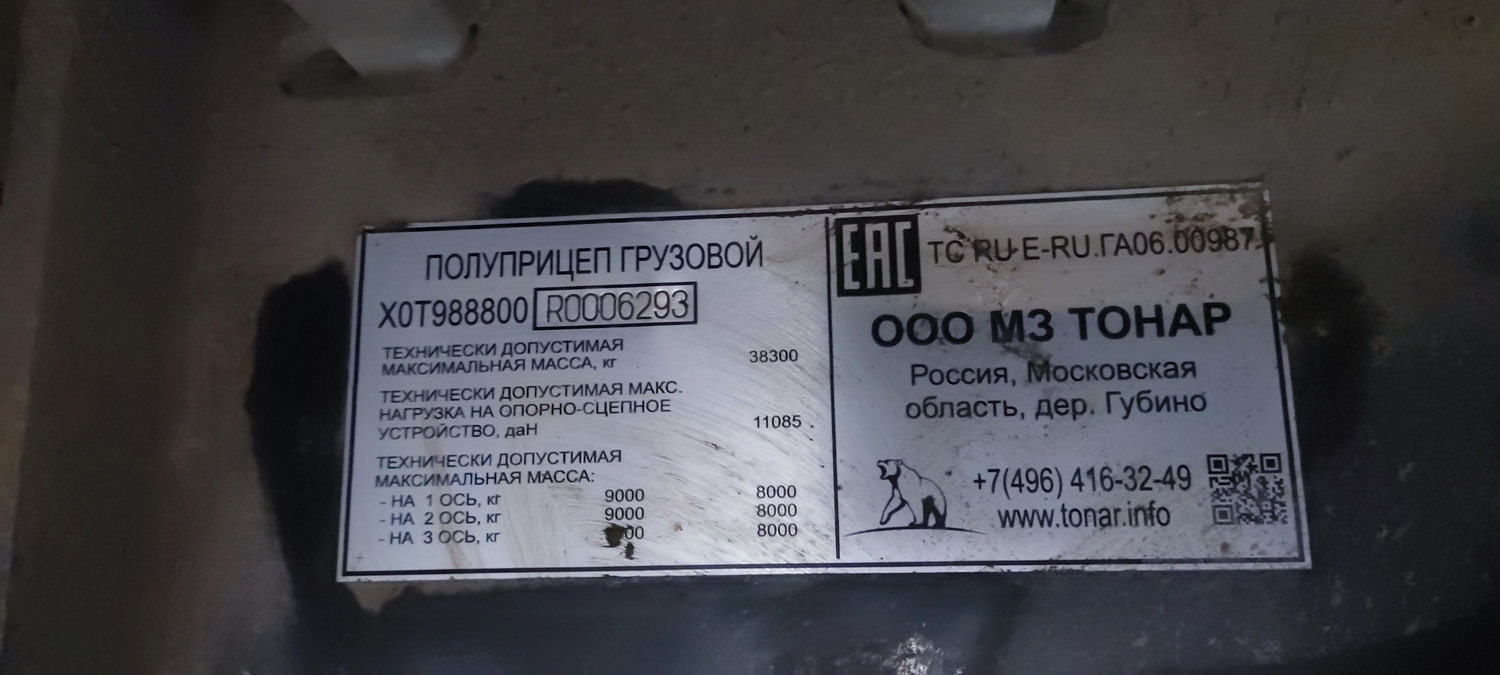 ПОЛУПРИЦЕП ГРУЗОВОЙ
X0T988800 R0006293
ТЕХНИЧЕСКИ ДОПУСТИМАЯ
МАКСИМАЛЬНАЯ МАССА, кг 38300
ТЕХНИЧЕСКИ ДОПУСТИМАЯ МАКС.
НАГРУЗКА НА ОПОРНО-СЦЕПНОЕ
УСТРОЙСТВО, даН 11085
ТЕХНИЧЕСКИ ДОПУСТИМАЯ
МАКСИМАЛЬНАЯ МАССА:
- НА 1 ОСЬ, кг 9000 8000
- НА 2 ОСЬ, кг 9000 8000
- НА 3 ОСЬ, кг 8000
EAC ТС RU E-RU.ГА06.00987
ООО МЗ ТОНАР
Россия, Московская
область, дер. Губино
+7(496) 416-32-49
www.tonar.info